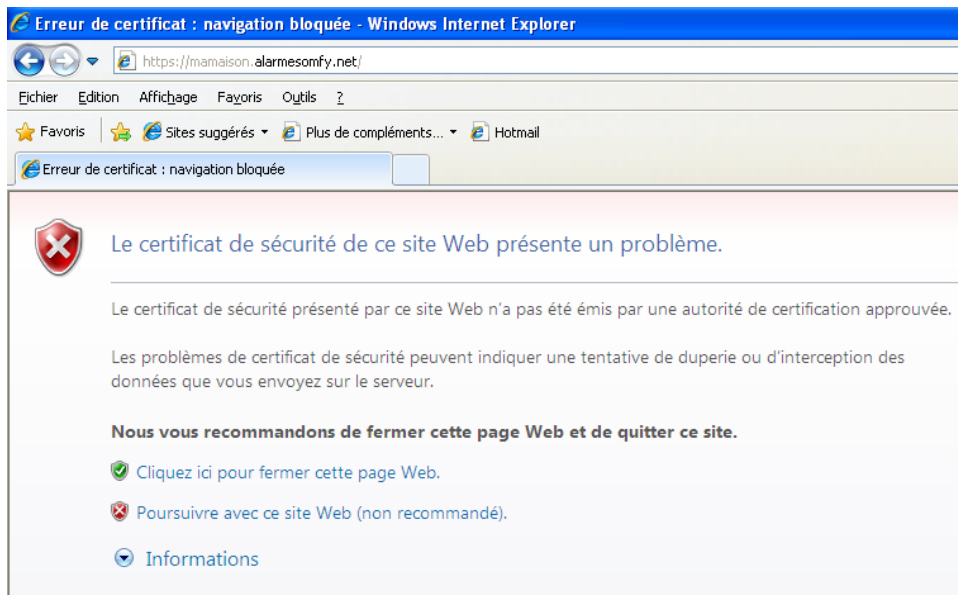 Erreur de certificat : navigation bloquée - Windows Internet Explorer
https://mamaison.alarmesomfy.net/
Fichier Edition Affichage Favoris Outils ?
Favoris Sites suggérés Plus de compléments... Hotmail
Erreur de certificat : navigation bloquée
Le certificat de sécurité de ce site Web présente un problème.
Le certificat de sécurité présenté par ce site Web n'a pas été émis par une autorité de certification approuvée.
Les problèmes de certificat de sécurité peuvent indiquer une tentative de duperie ou d'interception des
données que vous envoyez sur le serveur.
Nous vous recommandons de fermer cette page Web et de quitter ce site.
Cliquez ici pour fermer cette page Web.
Poursuivre avec ce site Web (non recommandé).
Informations